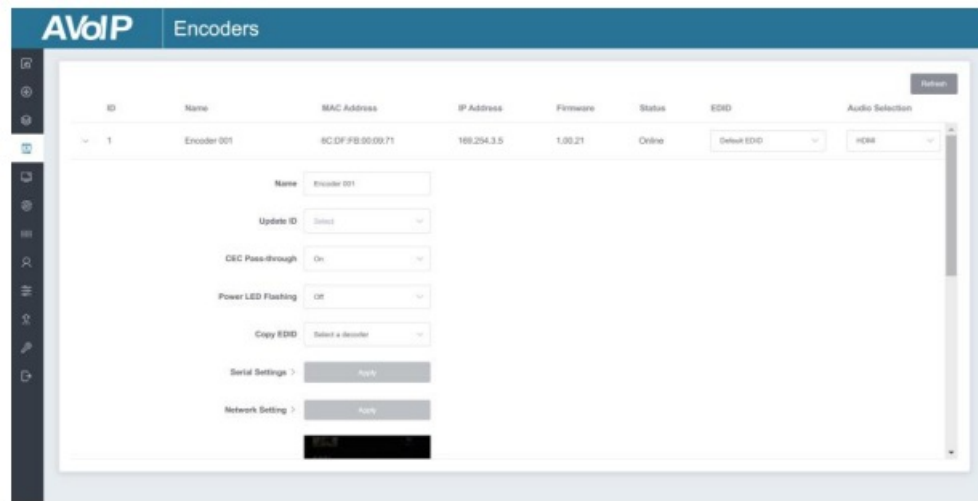 AVoIP Encoders
Refresh
ID Name MAC Address IP Address Firmware Status EDID Audio Selection
1 Encoder 001 6C:DF:FB:00:09:71 169.254.3.5 1.00.21 Online Default EDID HDMI
Name Encoder 001
Update ID Select
CEC Pass-through On
Power LED Flashing Off
Copy EDID Select a decoder
Serial Settings > Apply
Network Setting > Apply